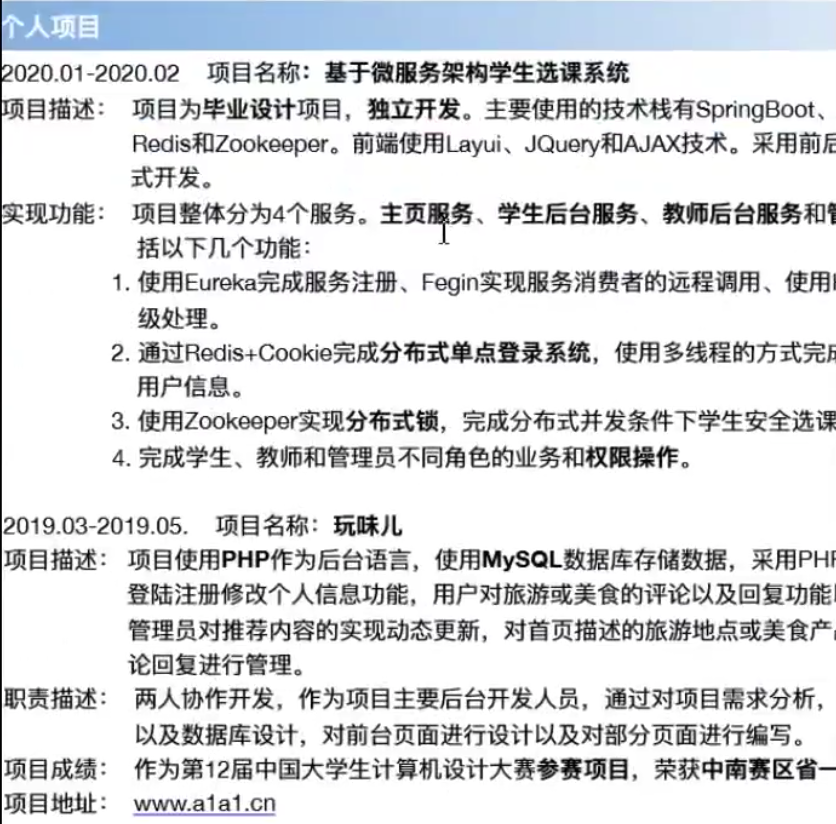 个人项目
2020.01-2020.02 项目名称：基于微服务架构学生选课系统
项目描述： 项目为毕业设计项目，独立开发。主要使用的技术栈有SpringBoot、
Redis和Zookeeper。前端使用Layui、JQuery和AJAX技术。采用前后
式开发。
实现功能： 项目整体分为4个服务。主页服务、学生后台服务、教师后台服务和管
括以下几个功能：
1. 使用Eureka完成服务注册、Fegin实现服务消费者的远程调用、使用
级处理。
2. 通过Redis+Cookie完成分布式单点登录系统，使用多线程的方式完成
用户信息。
3. 使用Zookeeper实现分布式锁，完成分布式并发条件下学生安全选课
4. 完成学生、教师和管理员不同角色的业务和权限操作。
2019.03-2019.05. 项目名称：玩味儿
项目描述： 项目使用PHP作为后台语言，使用MySQL数据库存储数据，采用PHP
登陆注册修改个人信息功能，用户对旅游或美食的评论以及回复功能
管理员对推荐内容的实现动态更新，对首页描述的旅游地点或美食产
论回复进行管理。
职责描述： 两人协作开发，作为项目主要后台开发人员，通过对项目需求分析，
以及数据库设计，对前台页面进行设计以及对部分页面进行编写。
项目成绩： 作为第12届中国大学生计算机设计大赛参赛项目，荣获中南赛区省一
项目地址： www.a1a1.cn